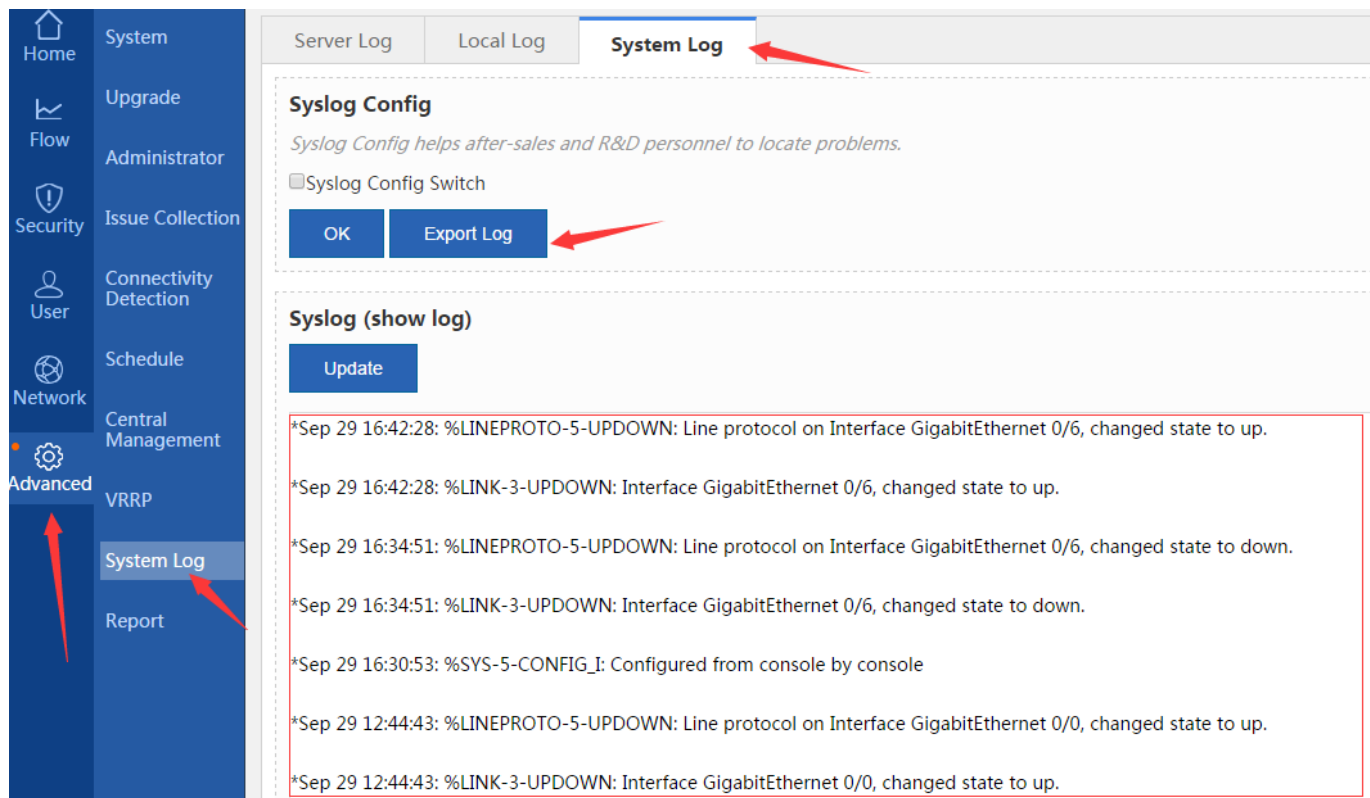 Home
Flow
Security
User
Network
Advanced
System
Upgrade
Administrator
Issue Collection
Connectivity
Detection
Schedule
Central
Management
VRRP
System Log
Report
Server Log
Local Log
System Log
Syslog Config
Syslog Config helps after-sales and R&D personnel to locate problems.
Syslog Config Switch
OK
Export Log
Syslog (show log)
Update
*Sep 29 16:42:28: %LINEPROTO-5-UPDOWN: Line protocol on Interface GigabitEthernet 0/6, changed state to up.
*Sep 29 16:42:28: %LINK-3-UPDOWN: Interface GigabitEthernet 0/6, changed state to up.
*Sep 29 16:34:51: %LINEPROTO-5-UPDOWN: Line protocol on Interface GigabitEthernet 0/6, changed state to down.
*Sep 29 16:34:51: %LINK-3-UPDOWN: Interface GigabitEthernet 0/6, changed state to down.
*Sep 29 16:30:53: %SYS-5-CONFIG_I: Configured from console by console
*Sep 29 12:44:43: %LINEPROTO-5-UPDOWN: Line protocol on Interface GigabitEthernet 0/0, changed state to up.
*Sep 29 12:44:43: %LINK-3-UPDOWN: Interface GigabitEthernet 0/0, changed state to up.